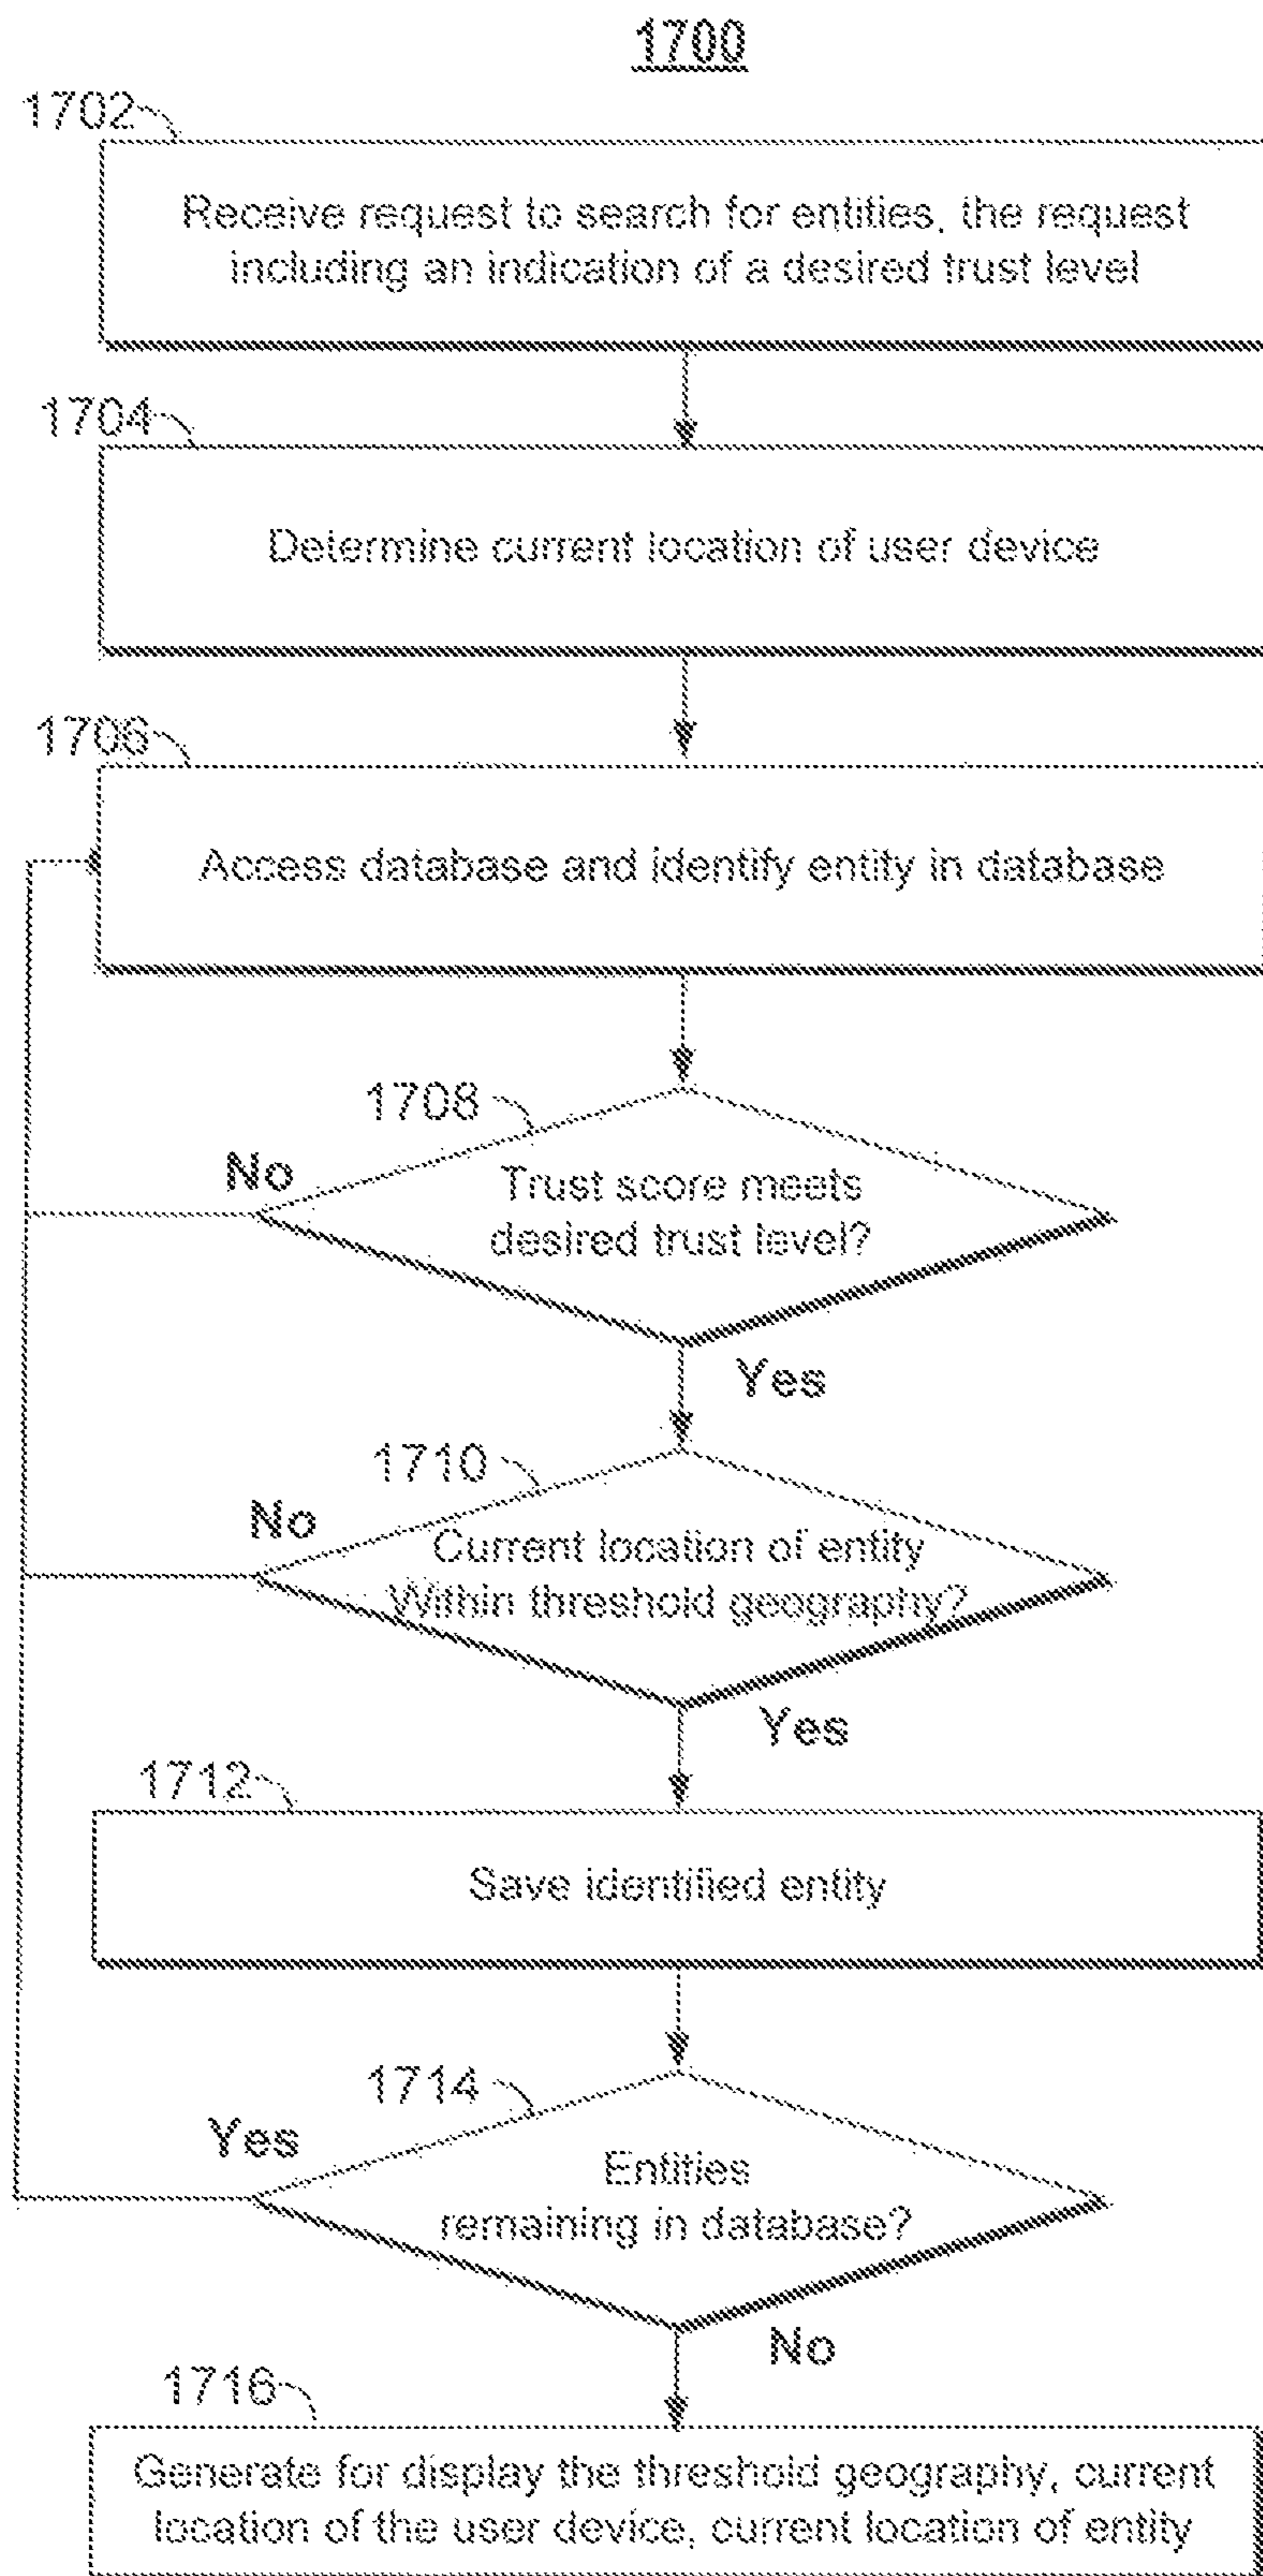 1700
1702
Receive request to search for entities, the request
including an indication of a desired trust level
1704
Determine current location of user device
1706
Access database and identify entity in database
1708
No
Trust score meets
desired trust level?
Yes
1710
No
Current location of entity
Within threshold geography?
Yes
1712
Save identified entity
1714
Yes
Entities
remaining in database?
No
1716
Generate for display the threshold geography, current
location of the user device, current location of entity